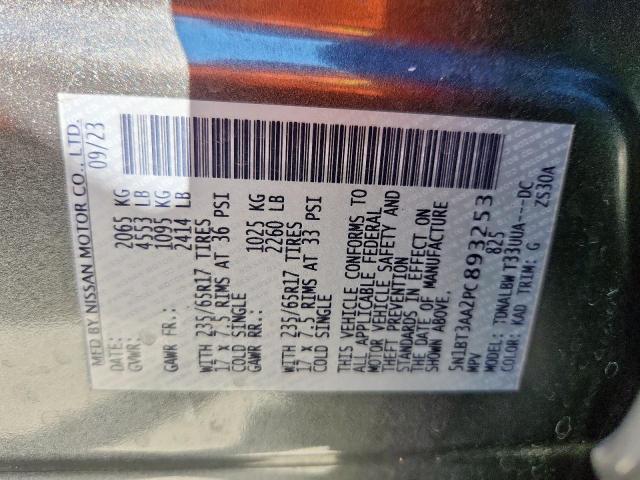 MFD BY NISSAN MOTOR CO., LTD.
DATE: 09/23
GVWR: 2065 KG
4553 LB
GAWR FR.: 1095 KG
2414 LB
WITH 235/65R17 TIRES
17 X 7.5 RIMS AT 36 PSI
COLD SINGLE
GAWR RR.: 1025 KG
2260 LB
WITH 235/65R17 TIRES
17 X 7.5 RIMS AT 33 PSI
COLD SINGLE
THIS VEHICLE CONFORMS TO
ALL APPLICABLE FEDERAL
MOTOR VEHICLE SAFETY AND
THEFT PREVENTION
STANDARDS IN EFFECT ON
THE DATE OF MANUFACTURE
SHOWN ABOVE.
5N1BT3AA2PC893253
MPV 825
MODEL: TDNALBW T33UUA---DC
COLOR: KAD TRIM: G ZS30A